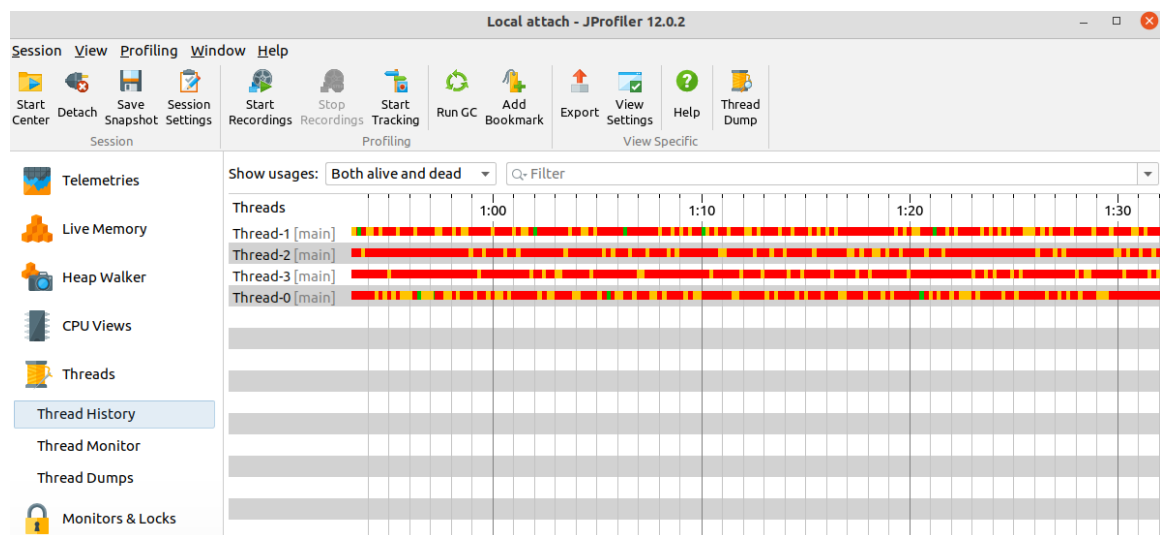 Local attach - JProfiler 12.0.2
Session View Profiling Window Help
Start Center Detach Save Snapshot Session Settings Start Recordings Stop Recordings Start Tracking Run GC Add Bookmark Export View Settings Help Thread Dump
Session Profiling View Specific
Telemetries
Live Memory
Heap Walker
CPU Views
Threads
Thread History
Thread Monitor
Thread Dumps
Monitors & Locks
Show usages: Both alive and dead Filter
Threads 1:00 1:10 1:20 1:30
Thread-1 [main]
Thread-2 [main]
Thread-3 [main]
Thread-0 [main]